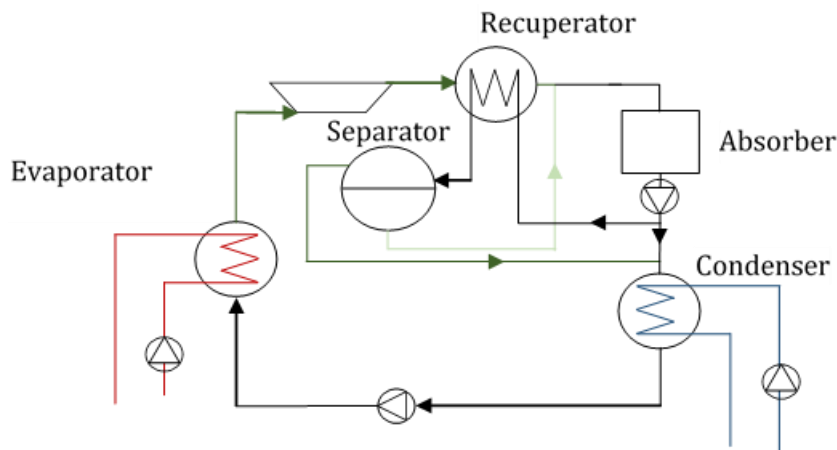 Recuperator
Separator
Absorber
Evaporator
Condenser